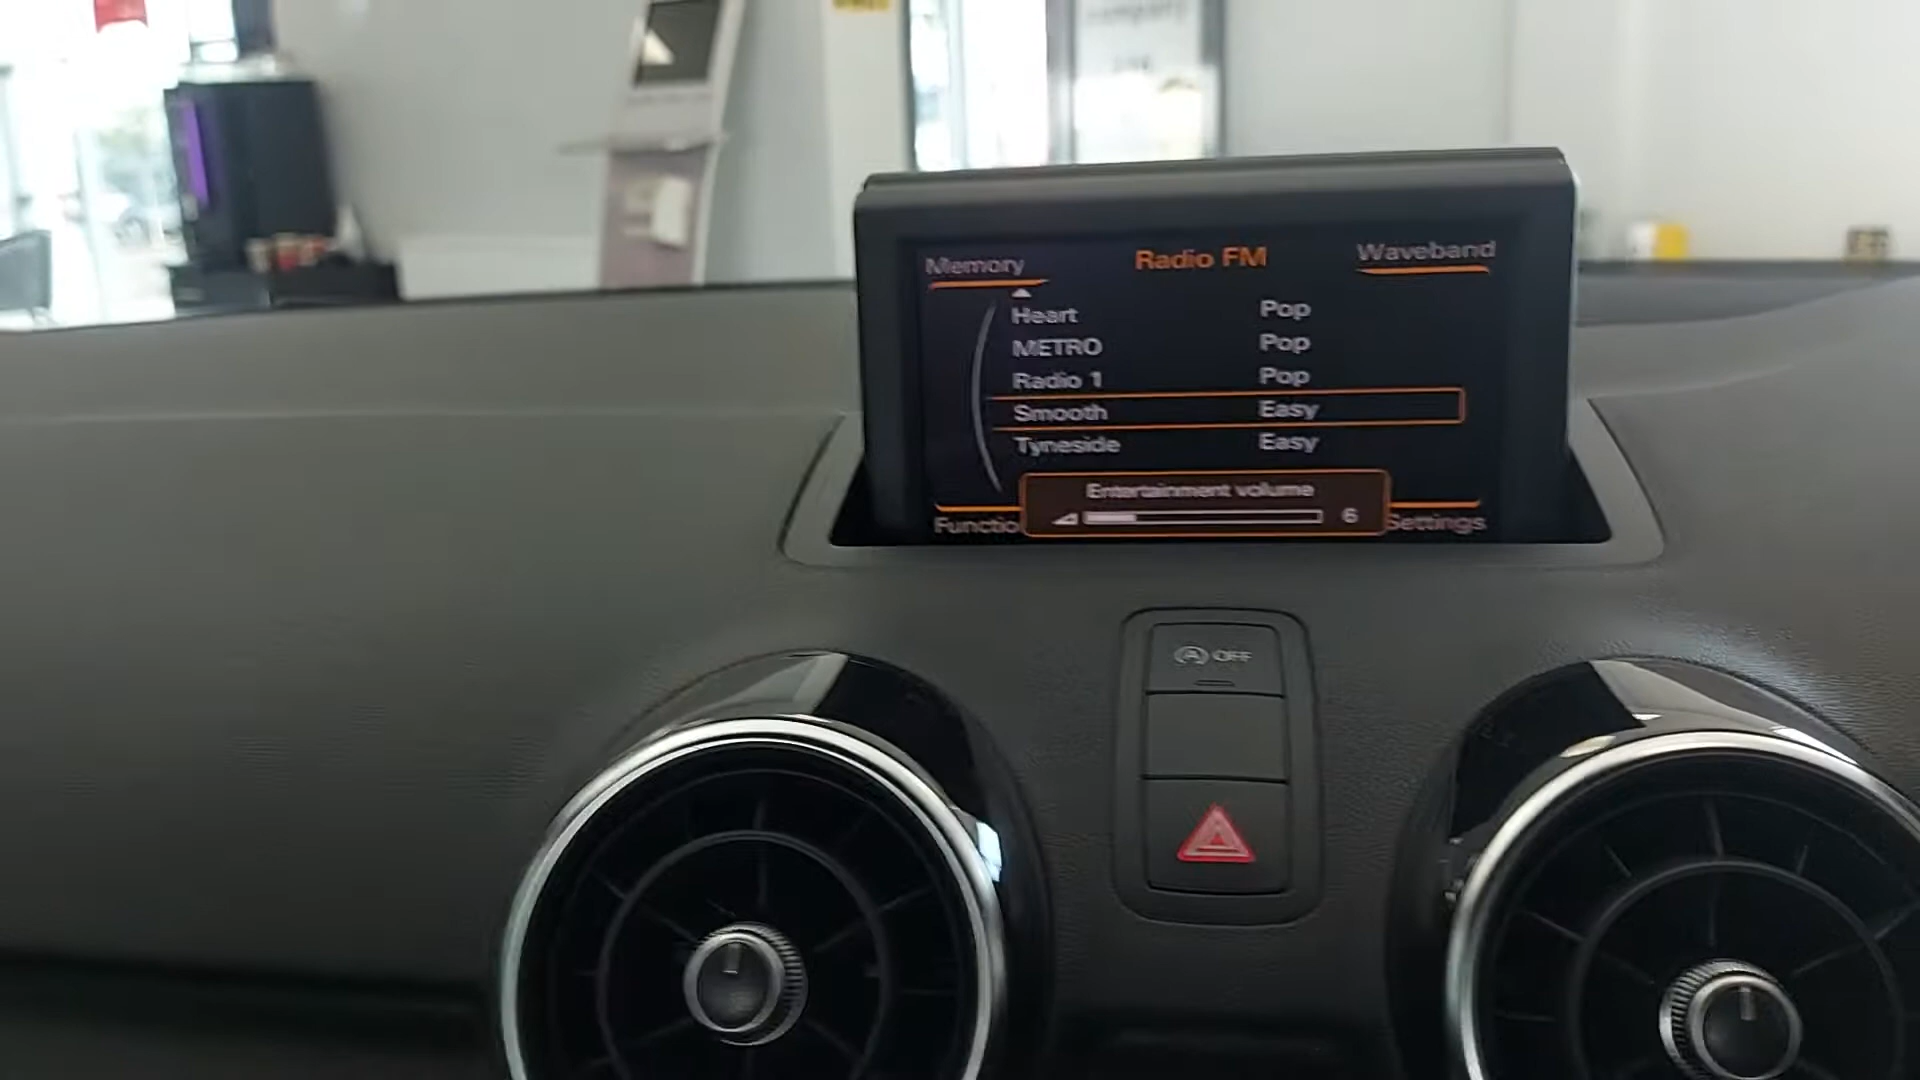 Memory Radio FM Waveband
Heart Pop
METRO Pop
Radio 1 Pop
Smooth Easy
Tyneside Easy
Entertainment volume
6
Functio Settings
A OFF